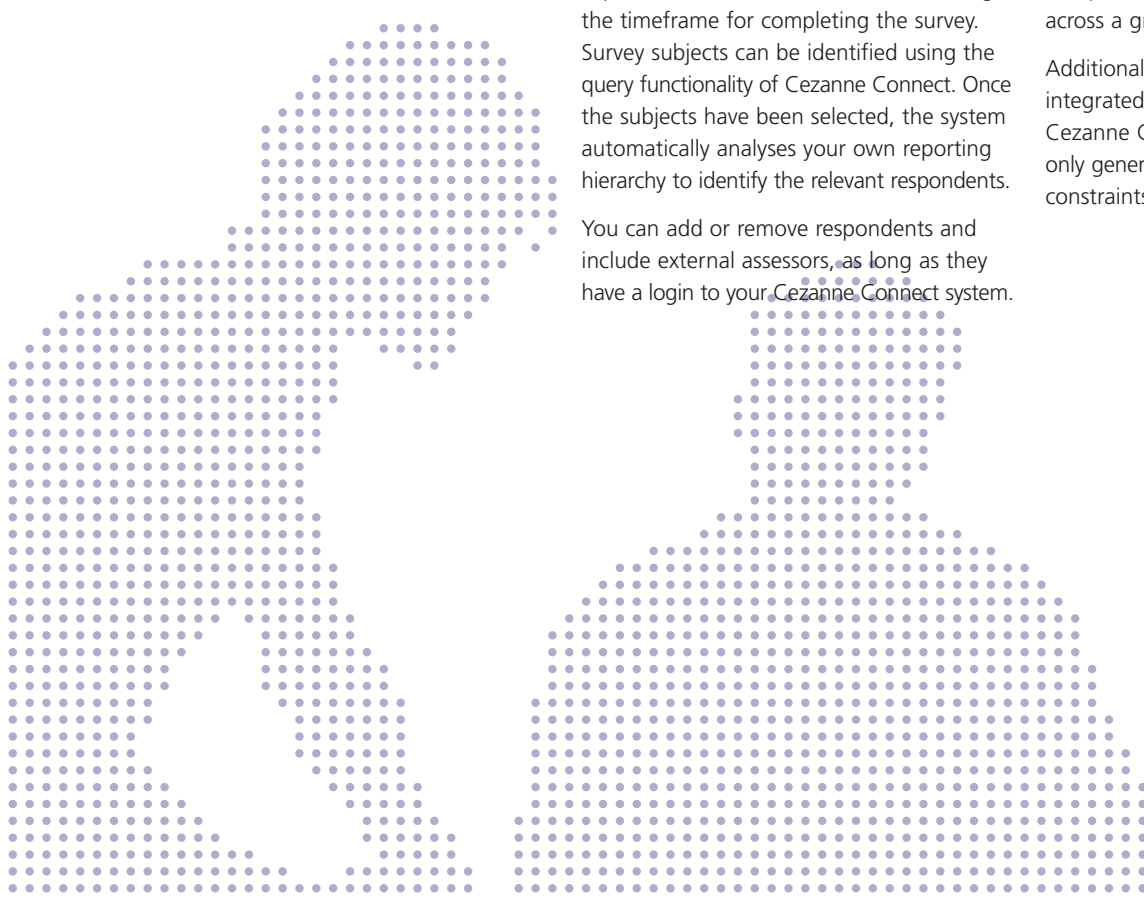 the timeframe for completing the survey.
Survey subjects can be identified using the
query functionality of Cezanne Connect. Once
the subjects have been selected, the system
automatically analyses your own reporting
hierarchy to identify the relevant respondents.
You can add or remove respondents and
include external assessors, as long as they
have a login to your Cezanne Connect system.
across a
Additional
integrated
Cezanne
only
constraints